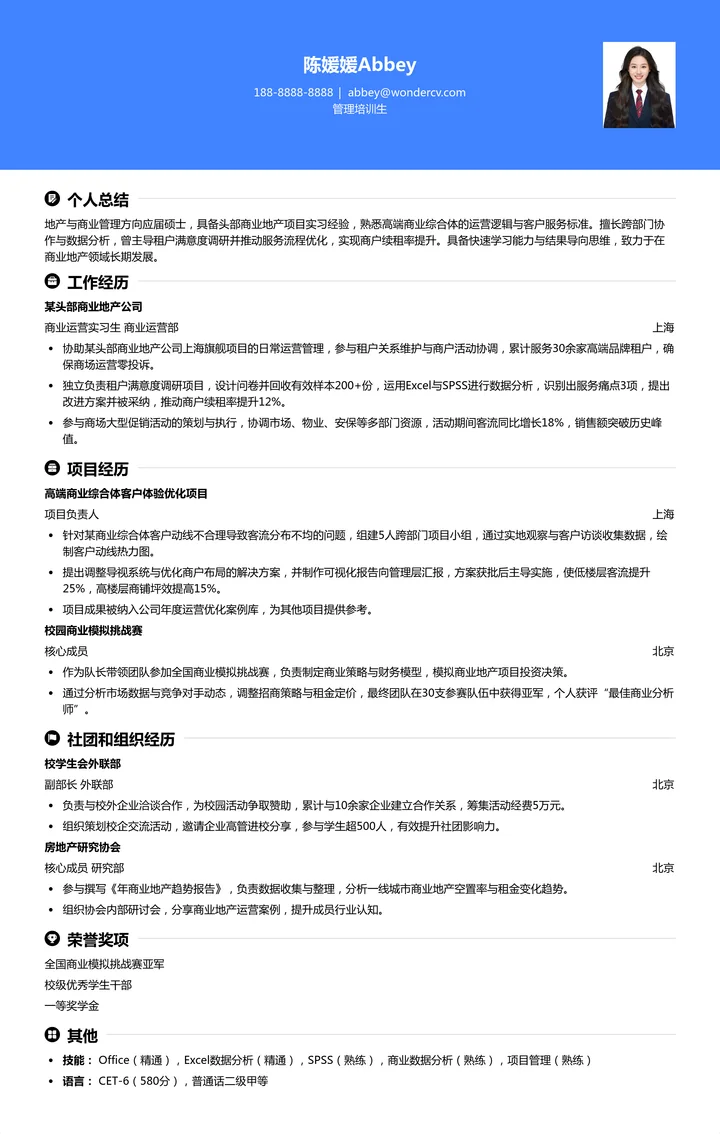 陈媛媛Abbey
188-8888-8888 | abbey@wondercv.com
管理培训生
个人总结
地产与商业管理方向应届硕士，具备头部商业地产项目实习经验，熟悉高端商业综合体的运营逻辑与客户服务标准。擅长跨部门协
作与数据分析，曾主导租户满意度调研并推动服务流程优化，实现商户续租率提升。具备快速学习能力与结果导向思维，致力于在
商业地产领域长期发展。
工作经历
某头部商业地产公司
商业运营实习生 商业运营部 上海
• 协助某头部商业地产公司上海旗舰项目的日常运营管理，参与租户关系维护与商户活动协调，累计服务30余家高端品牌租户，确
保商场运营零投诉。
• 独立负责租户满意度调研项目，设计问卷并回收有效样本200+份，运用Excel与SPSS进行数据分析，识别出服务痛点3项，提出
改进方案并被采纳，推动商户续租率提升12%。
• 参与商场大型促销活动的策划与执行，协调市场、物业、安保等多部门资源，活动期间客流同比增长18%，销售额突破历史峰
值。
项目经历
高端商业综合体客户体验优化项目
项目负责人 上海
• 针对某商业综合体客户动线不合理导致客流分布不均的问题，组建5人跨部门项目小组，通过实地观察与客户访谈收集数据，绘
制客户动线热力图。
• 提出调整导视系统与优化商户布局的解决方案，并制作可视化报告向管理层汇报，方案获批后主导实施，使低楼层客流提升
25%，高楼层商铺坪效提高15%。
• 项目成果被纳入公司年度运营优化案例库，为其他项目提供参考。
校园商业模拟挑战赛
核心成员 北京
• 作为队长带领团队参加全国商业模拟挑战赛，负责制定商业策略与财务模型，模拟商业地产项目投资决策。
• 通过分析市场数据与竞争对手动态，调整招商策略与租金定价，最终团队在30支参赛队伍中获得亚军，个人获评“最佳商业分析
师”。
社团和组织经历
校学生会外联部
副部长 外联部 北京
• 负责与校外企业洽谈合作，为校园活动争取赞助，累计与10余家企业建立合作关系，筹集活动经费5万元。
• 组织策划校企交流活动，邀请企业高管进校分享，参与学生超500人，有效提升社团影响力。
房地产研究协会
核心成员 研究部 北京
• 参与撰写《年商业地产趋势报告》，负责数据收集与整理，分析一线城市商业地产空置率与租金变化趋势。
• 组织协会内部研讨会，分享商业地产运营案例，提升成员行业认知。
荣誉奖项
全国商业模拟挑战赛亚军
校级优秀学生干部
一等奖学金
其他
• 技能： Office（精通），Excel数据分析（精通），SPSS（熟练），商业数据分析（熟练），项目管理（熟练）
• 语言： CET-6（580分），普通话二级甲等